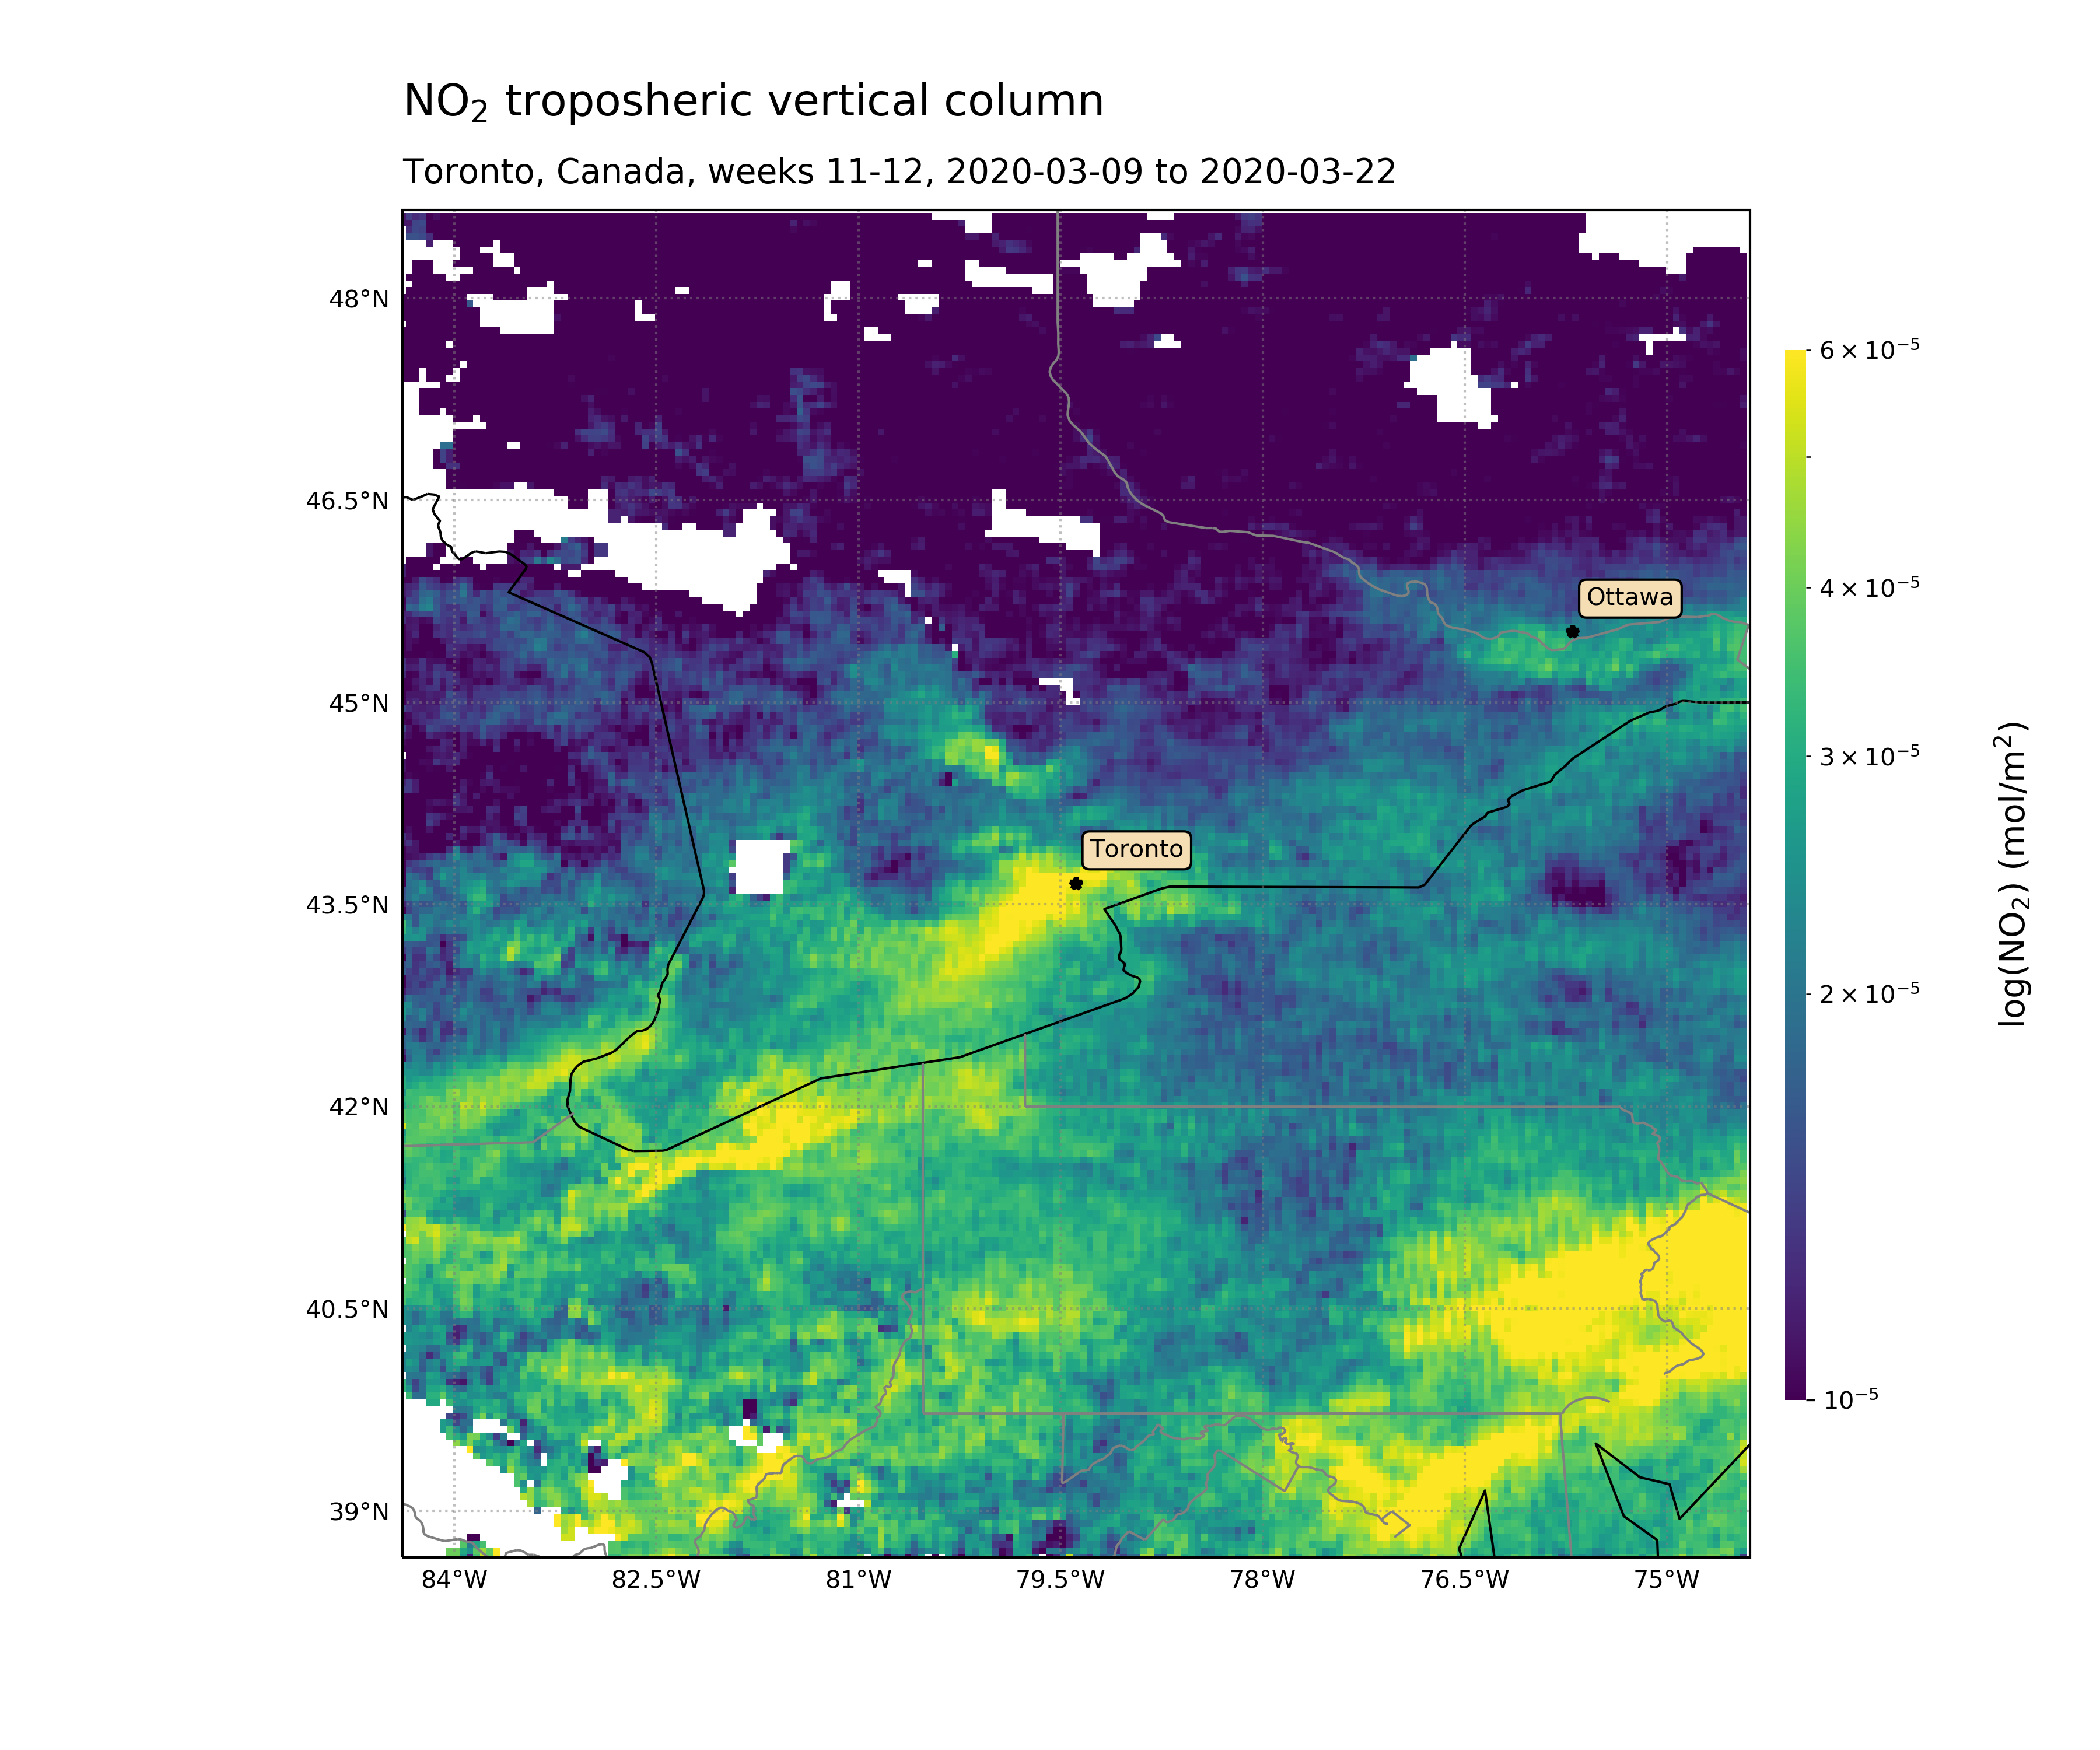 NO₂ troposheric vertical column
Toronto, Canada, weeks 11-12, 2020-03-09 to 2020-03-22
48°N
46.5°N
45°N
43.5°N
42°N
40.5°N
39°N
84°W
82.5°W
81°W
79.5°W
78°W
76.5°W
75°W
Ottawa
Toronto
6 × 10⁻⁵
4 × 10⁻⁵
3 × 10⁻⁵
2 × 10⁻⁵
10⁻⁵
log(NO₂) (mol/m²)